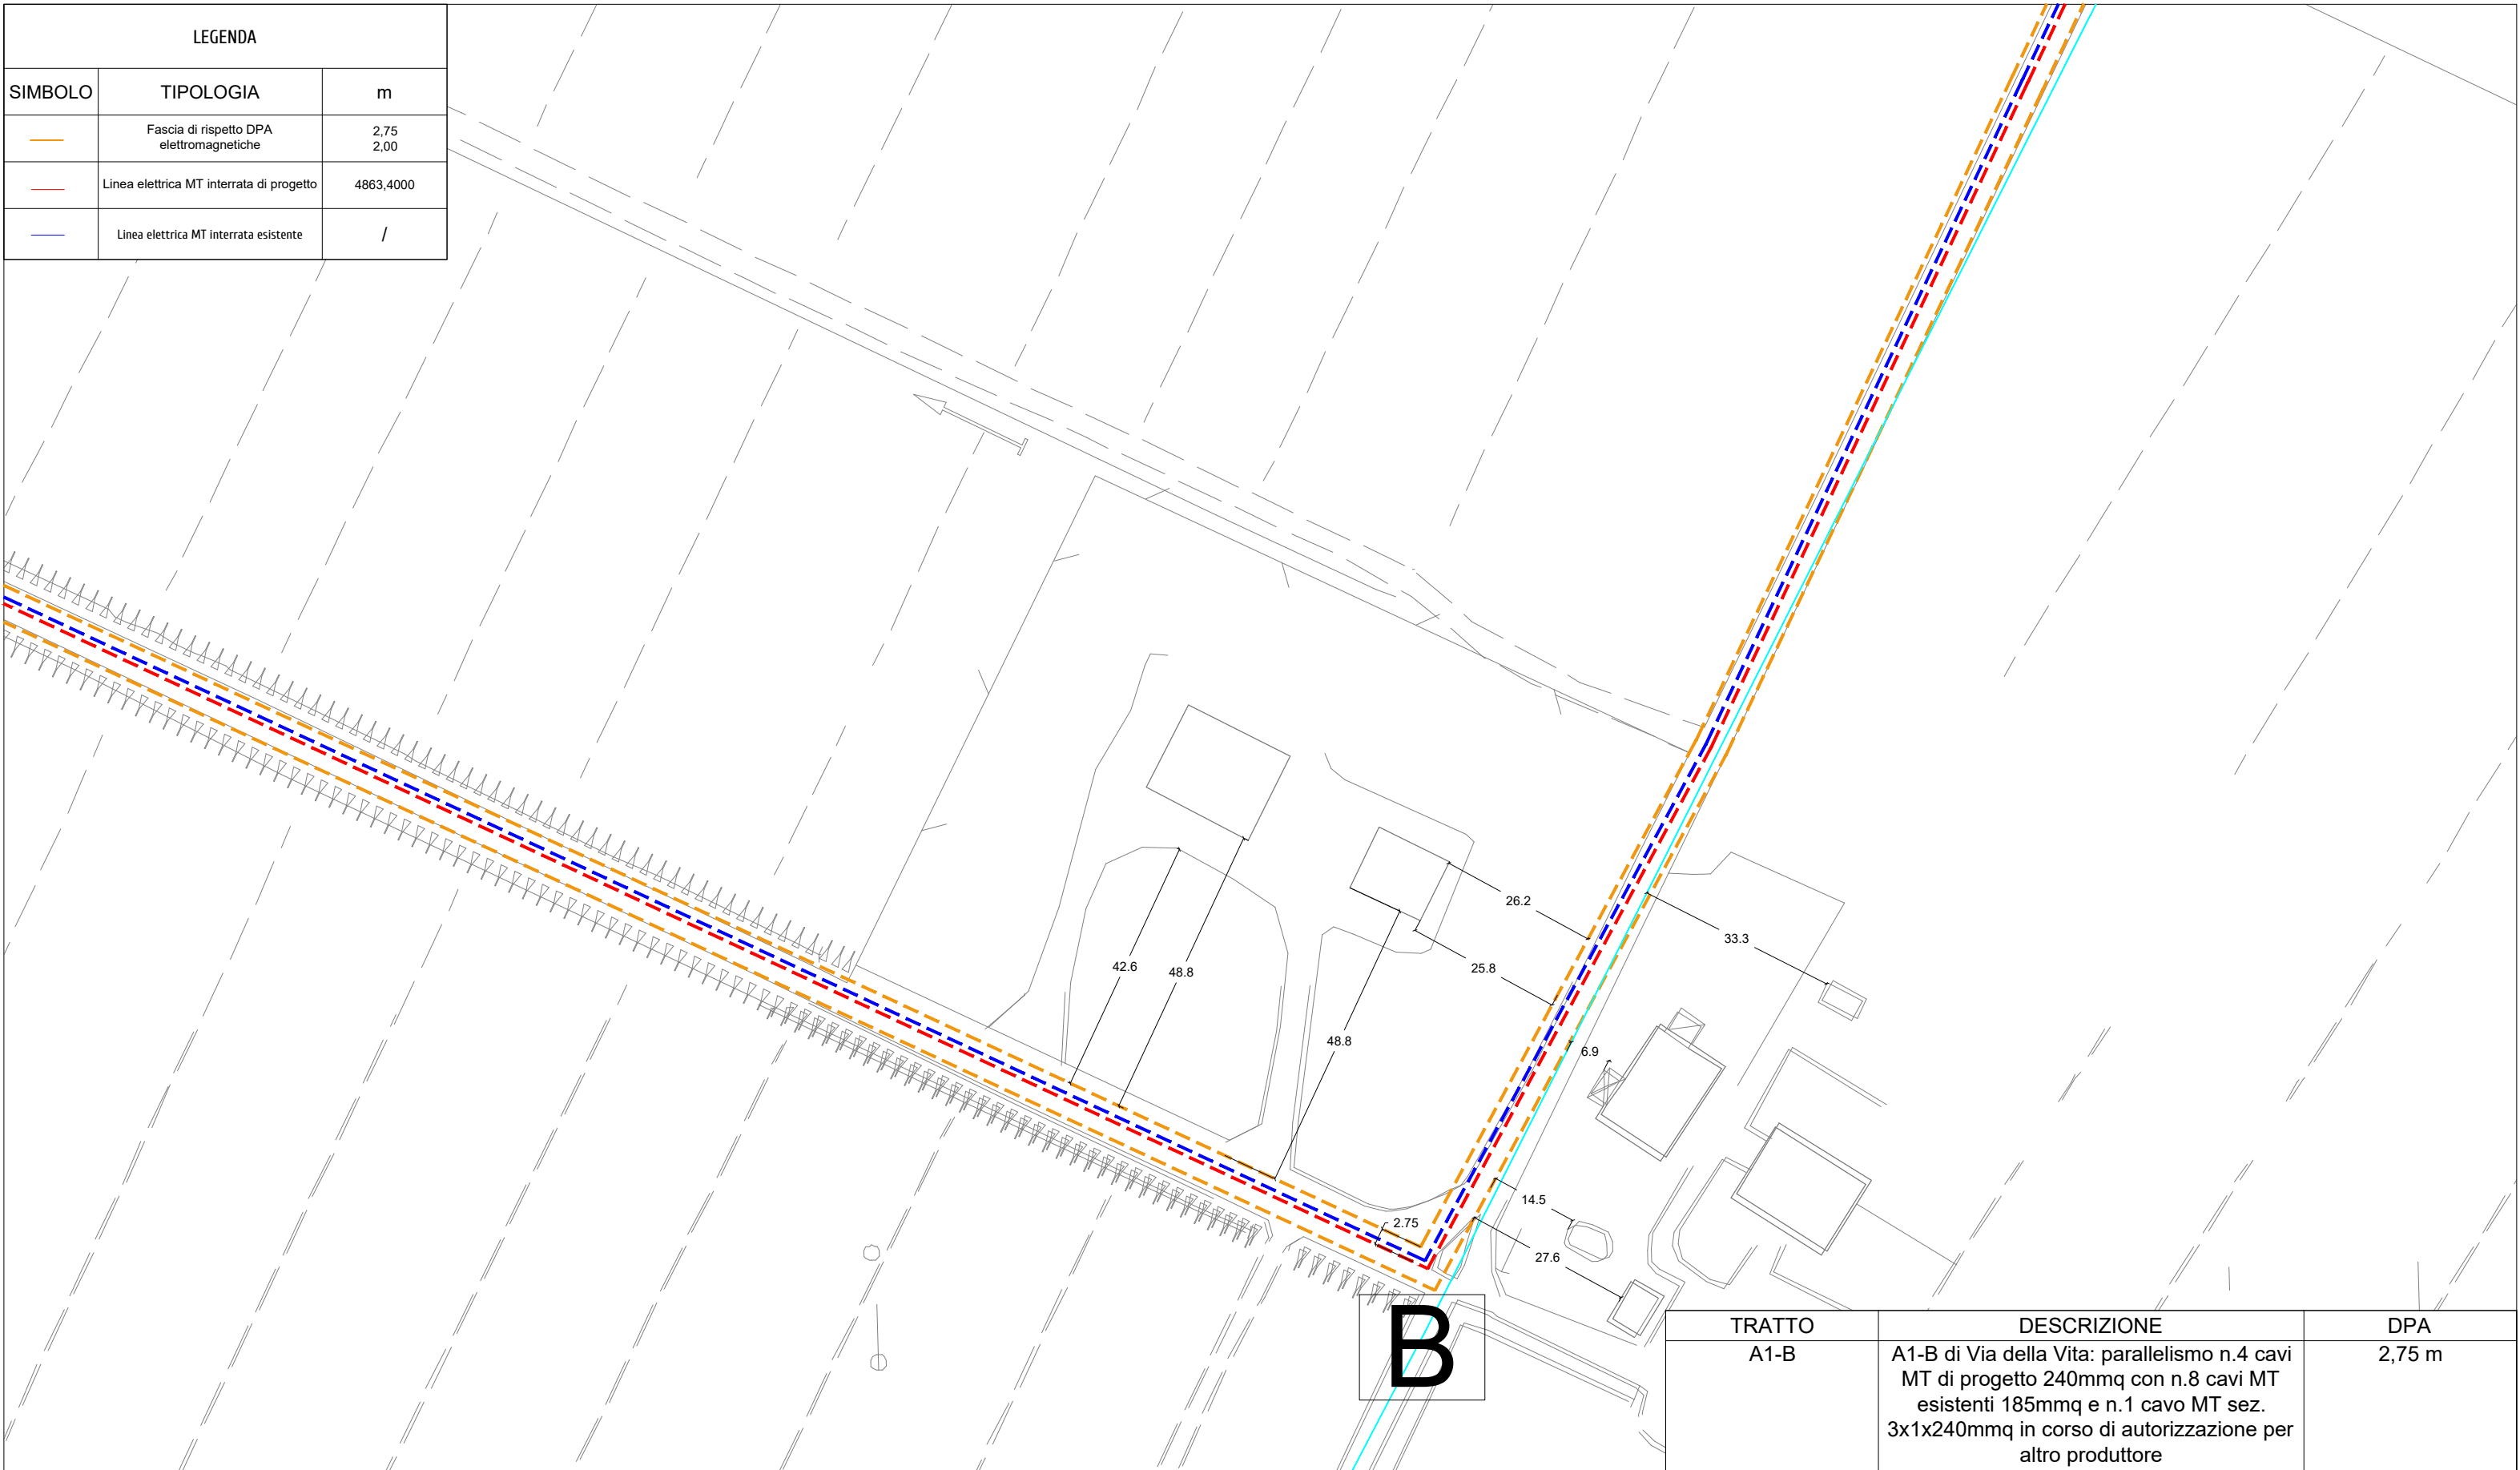 LEGENDA
SIMBOLO TIPOLOGIA m
Fascia di rispetto DPA
elettromagnetiche
2,75
2,00
Linea elettrica MT interrata di progetto 4863,4000
Linea elettrica MT interrata esistente /
26.2
33.3
42.6
48.8
25.8
48.8
6.9
14.5
2.75
27.6
B
TRATTO DESCRIZIONE DPA
A1-B
A1-B di Via della Vita: parallelismo n.4 cavi
MT di progetto 240mmq con n.8 cavi MT
esistenti 185mmq e n.1 cavo MT sez.
3x1x240mmq in corso di autorizzazione per
altro produttore
2,75 m